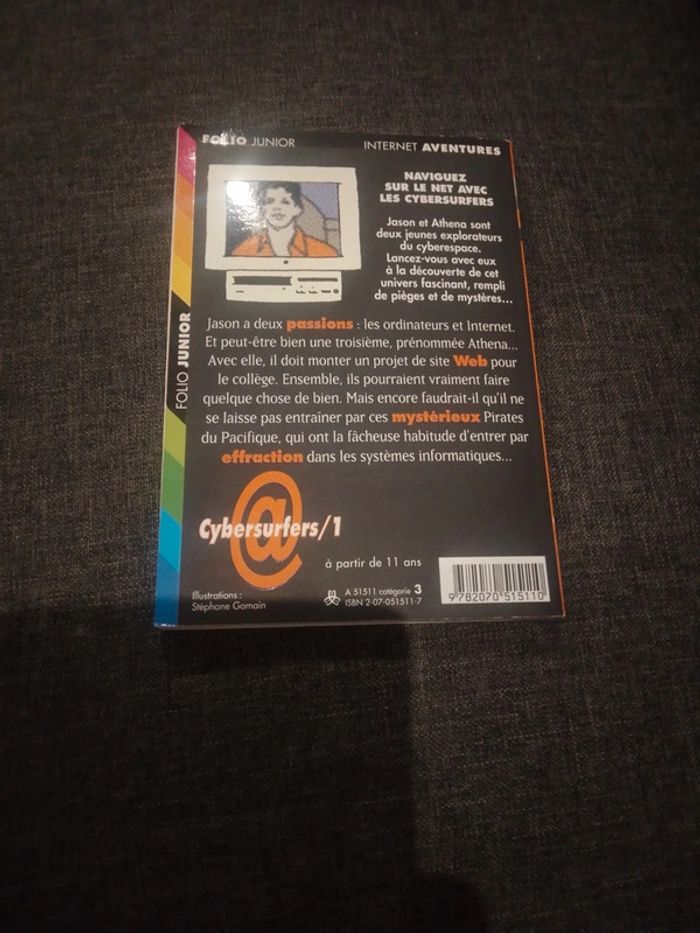 FOLIO JUNIOR
INTERNET AVENTURES
NAVIGUEZ
SUR LE NET AVEC
LES CYBERSURFERS
Jason et Athena sont
deux jeunes explorateurs
du cyberespace.
Lancez-vous avec eux
à la découverte de cet
univers fascinant, rempli
de pièges et de mystères...
Jason a deux passions : les ordinateurs et Internet.
Et peut-être bien une troisième, prénommée Athena...
Avec elle, il doit monter un projet de site Web pour
le collège. Ensemble, ils pourraient vraiment faire
quelque chose de bien. Mais encore faudrait-il qu'il ne
se laisse pas entraîner par ces mystérieux Pirates
du Pacifique, qui ont la fâcheuse habitude d'entrer par
effraction dans les systèmes informatiques...
@
Cybersurfers/1
à partir de 11 ans
Illustrations :
Stéphane Gamain
A 51511 catégorie 3
ISBN 2-07-051511-7
9 782070 515110
FOLIO JUNIOR